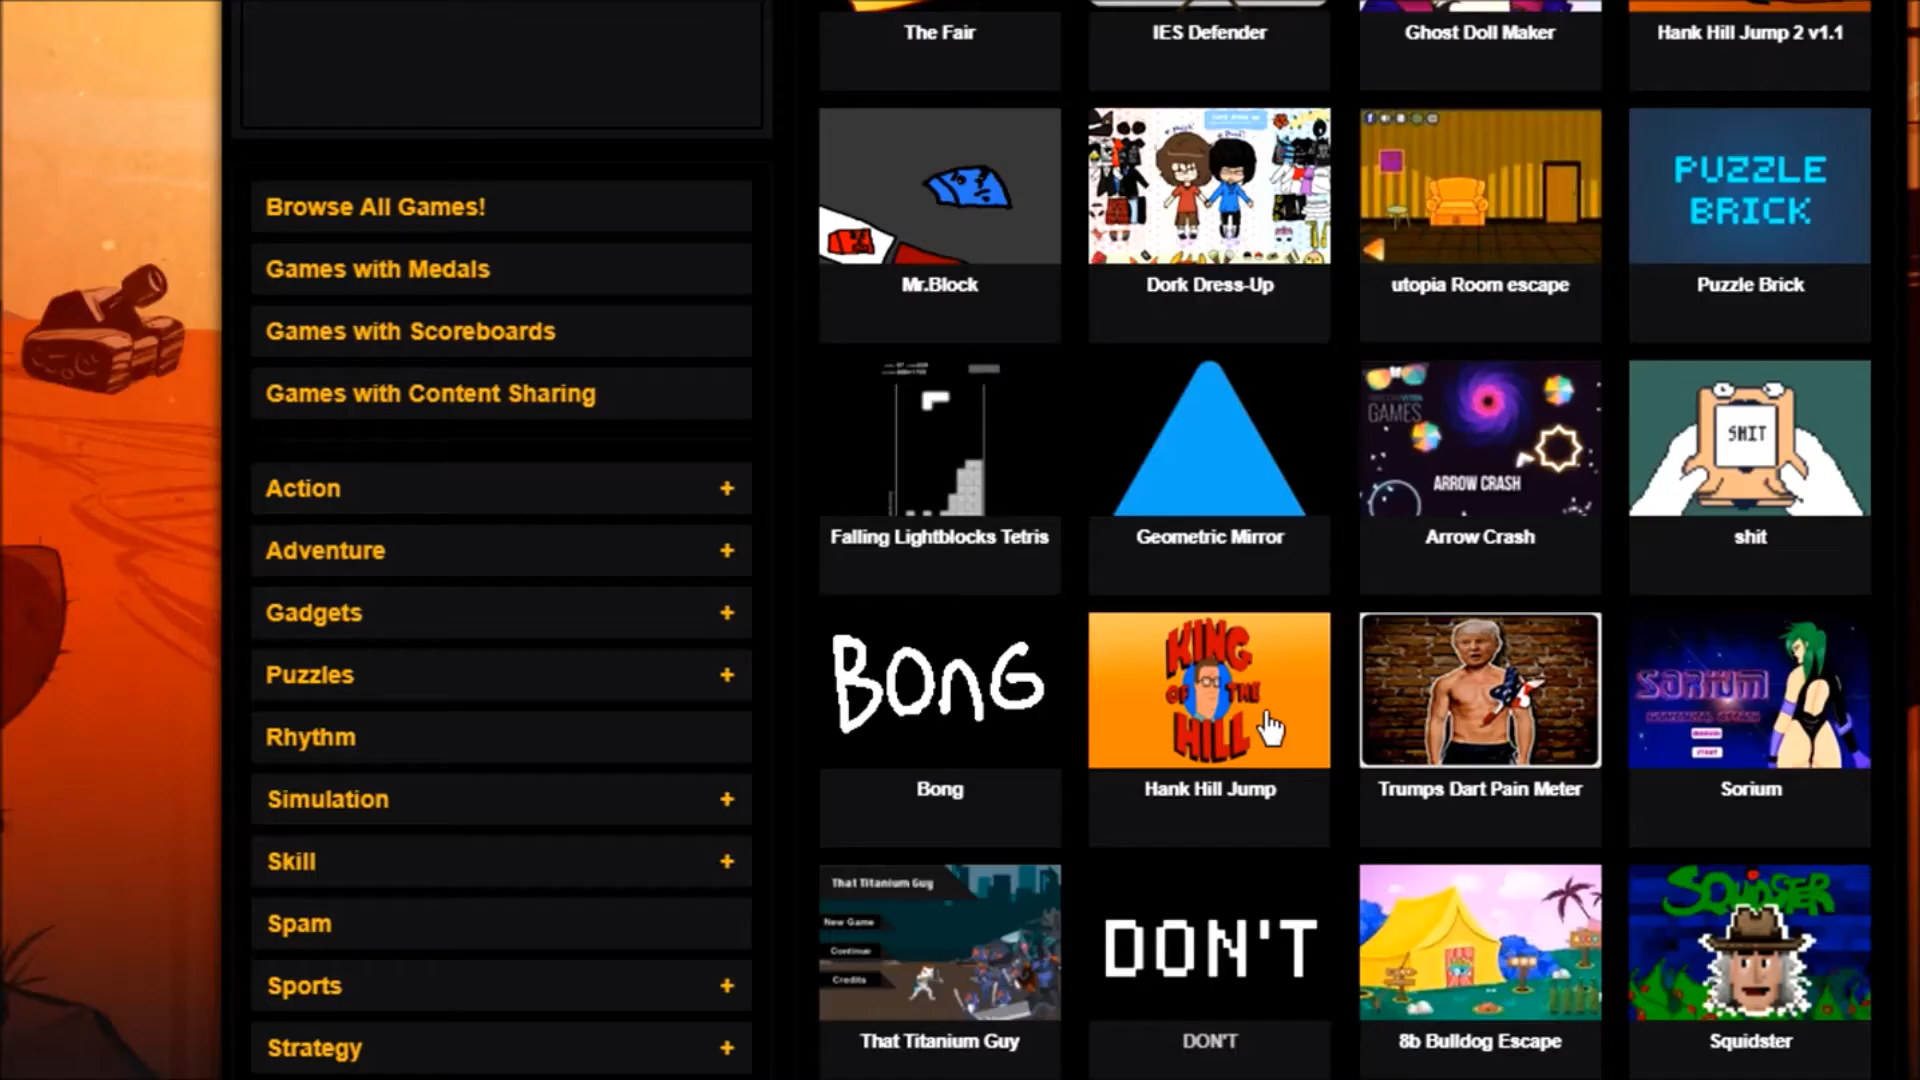 The Fair
IES Defender
Ghost Doll Maker
Hank Hill Jump 2 v1.1
Browse All Games!
Games with Medals
Games with Scoreboards
Games with Content Sharing
Action +
Adventure +
Gadgets +
Puzzles +
Rhythm
Simulation +
Skill +
Spam
Sports +
Strategy +
PUZZLE
BRICK
Mr.Block
Dork Dress-Up
utopia Room escape
Puzzle Brick
GAMES
ARROW CRASH
SHIT
Falling Lightblocks Tetris
Geometric Mirror
Arrow Crash
shit
BONG
KING
OF THE
HILL
SORIUM
START
Bong
Hank Hill Jump
Trumps Dart Pain Meter
Sorium
That Titanium Guy
New Game
Continue
Credits
DON'T
SQUIDSTER
That Titanium Guy
DON'T
8b Bulldog Escape
Squidster